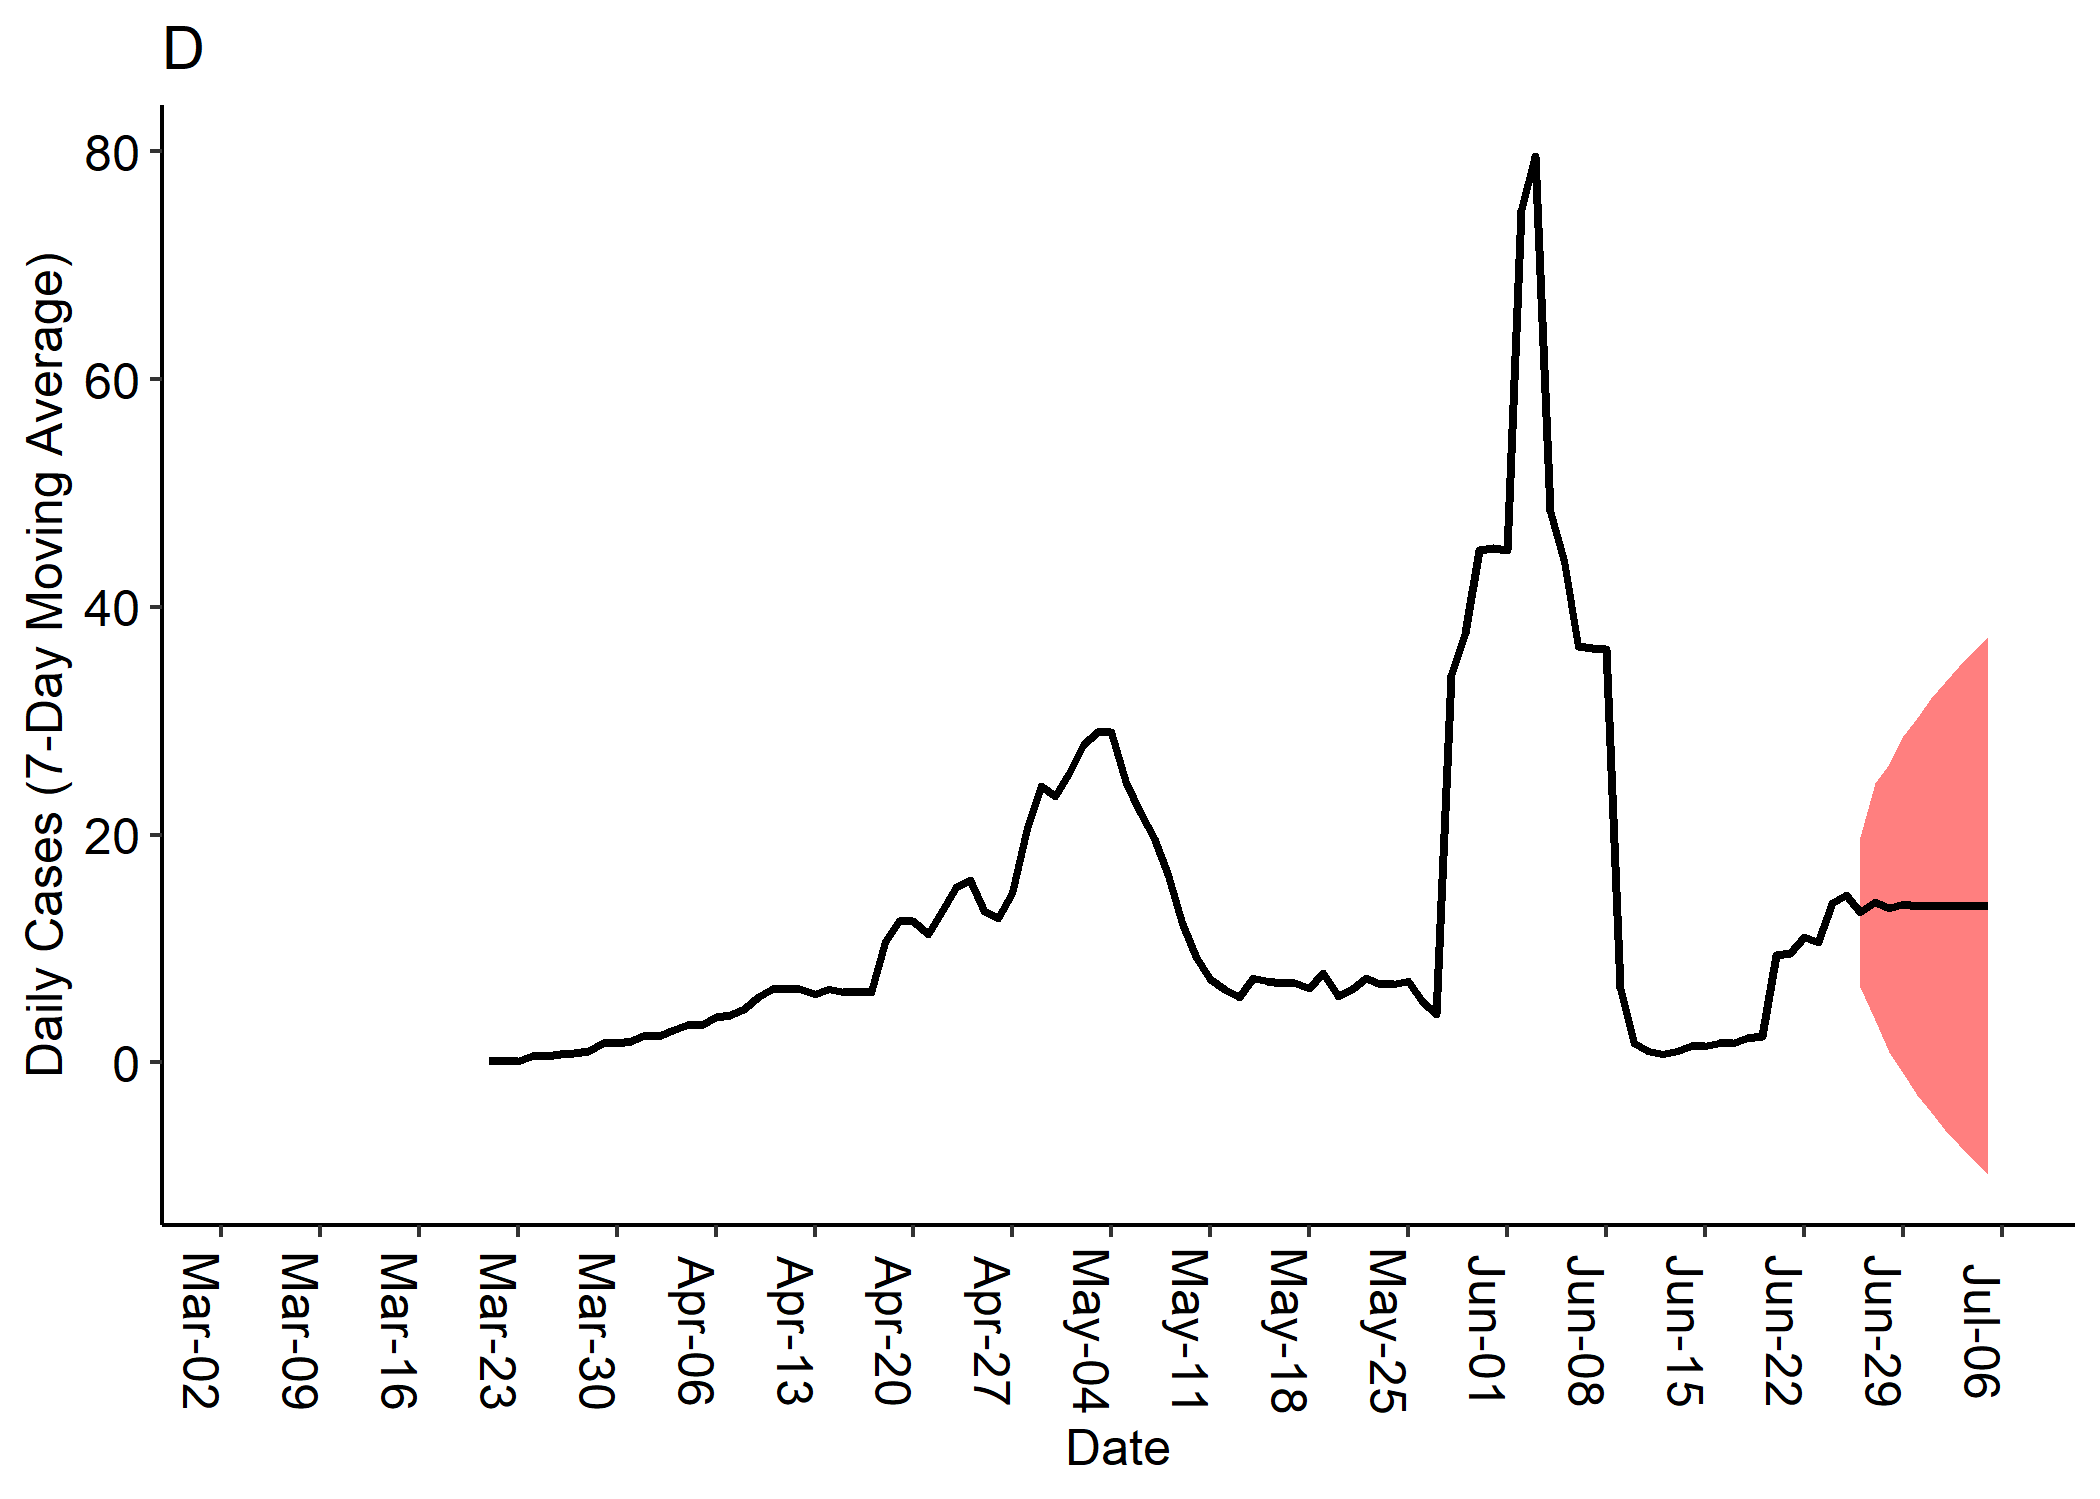 D
Daily Cases (7-Day Moving Average)
80
60
40
20
0
Mar-02
Mar-09
Mar-16
Mar-23
Mar-30
Apr-06
Apr-13
Apr-20
Apr-27
May-04
May-11
May-18
May-25
Jun-01
Jun-08
Jun-15
Jun-22
Jun-29
Jul-06
Date